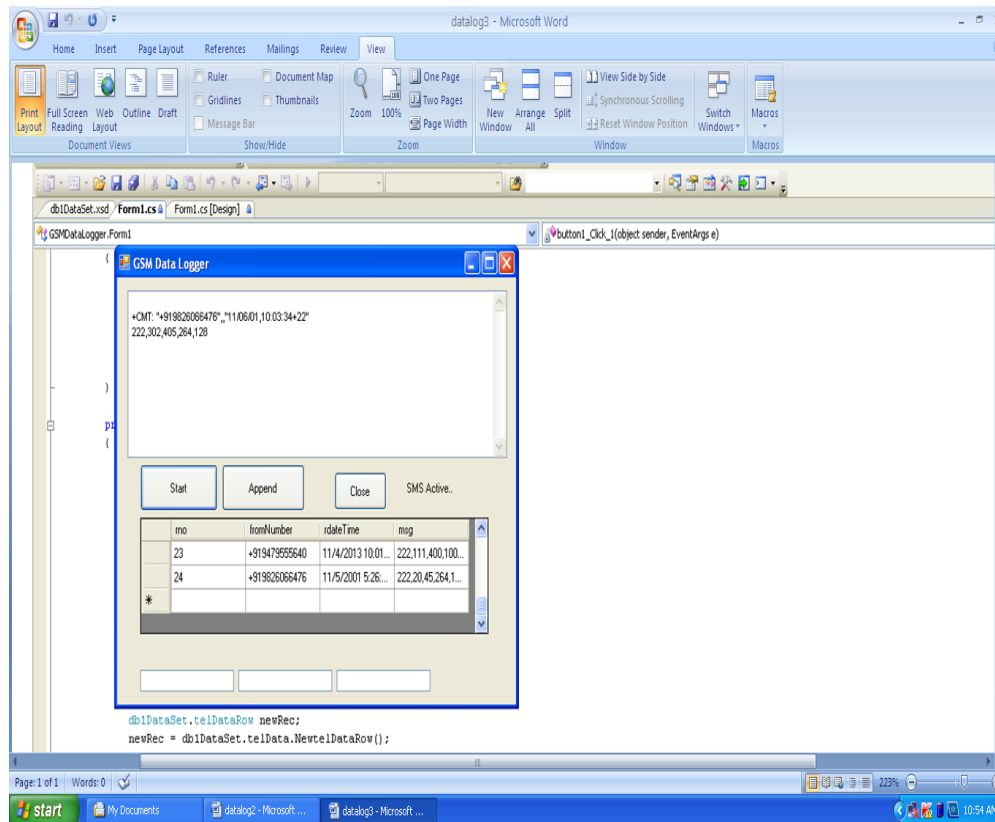 datalog3 - Microsoft Word
Home Insert Page Layout References Mailings Review View
Ruler Document Map One Page View Side by Side
Gridlines Thumbnails Two Pages Synchronous Scrolling
Message Bar Page Width Reset Window Position
Print Layout Full Screen Reading Web Layout Outline Draft Zoom 100% New Window Arrange All Split Switch Windows Macros
Document Views Show/Hide Zoom Window Macros
db1DataSet.xsd Form1.cs Form1.cs [Design]
GSMDataLogger.Form1 button1_Click_1(object sender, EventArgs e)
{
GSM Data Logger
+CMT: "+919826066476",,"11/06/01,10:03:34+22"
222,302,405,264,128
)
pr
{
Start Append Close SMS Active..
rno fromNumber rdateTime msg
23 +919479555640 11/4/2013 10:01... 222,111,400,100...
24 +919826066476 11/5/2001 5:26:... 222,20,45,264,1...
*
db1DataSet.telDataRow newRec;
newRec = db1DataSet.telData.NewtelDataRow();
Page: 1 of 1 Words: 0 223%
start My Documents datalog2 - Microsoft ... datalog3 - Microsoft ... 10:54 AM